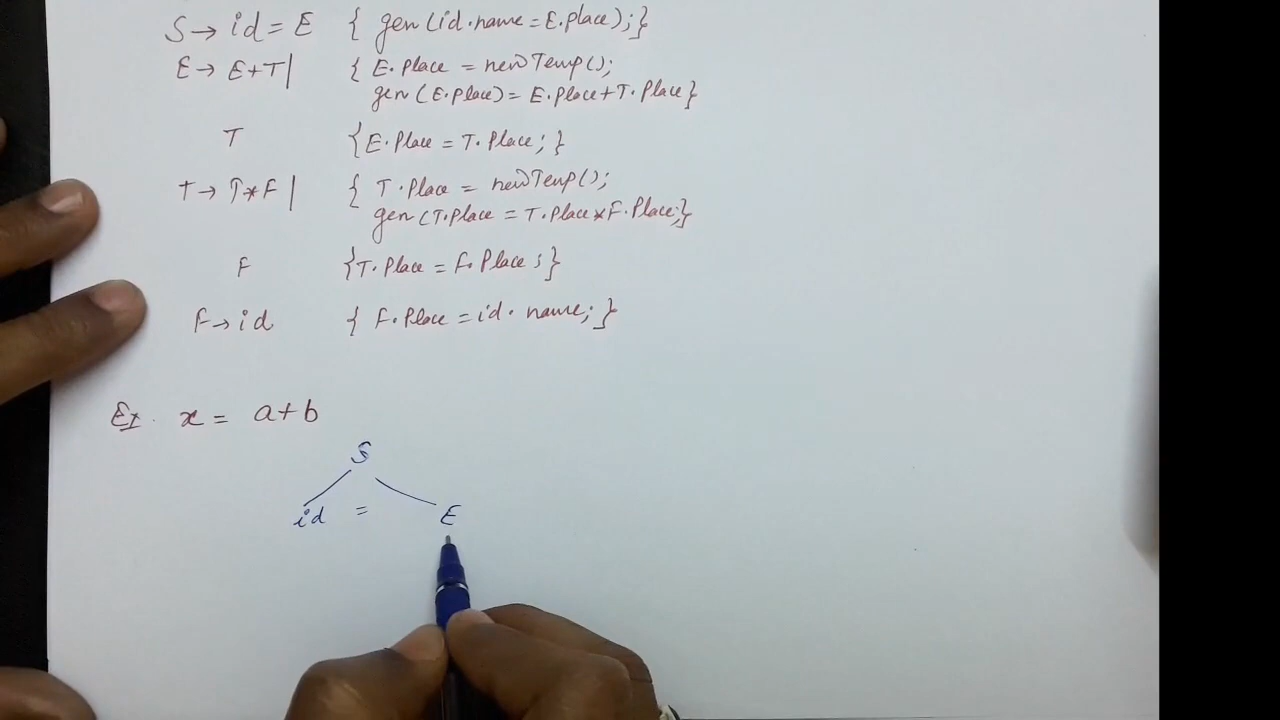 S → id = E { gen(id.name = E.place);}
E → E+T | { E.Place = newTemp();
gen(E.Place) = E.Place+T.Place}
T {E.Place = T.Place;}
T → T*F | { T.Place = newTemp();
gen(T.Place = T.Place*F.Place;}
F {T.Place = F.Place;}
F → id { F.Place = id.name;}
Ex. x = a+b
S
id = E